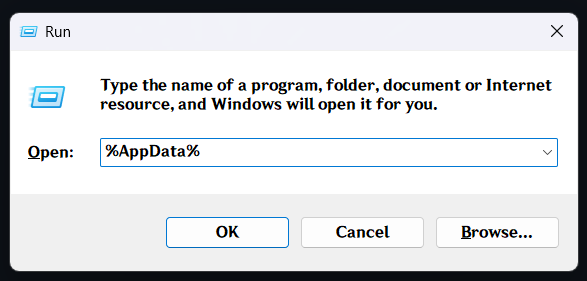 Run
Type the name of a program, folder, document or Internet
resource, and Windows will open it for you.
Open: %AppData%
OK Cancel Browse...